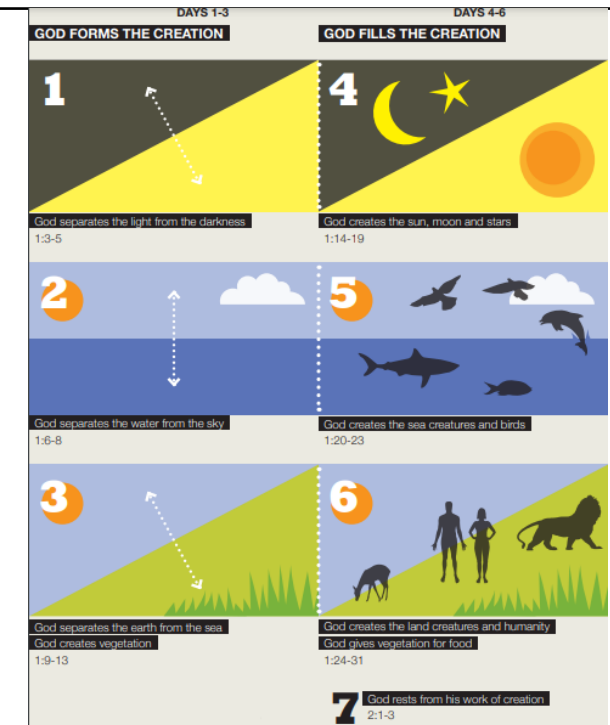 DAYS 1-3
DAYS 4-6
GOD FORMS THE CREATION
GOD FILLS THE CREATION
1
4
God separates the light from the darkness
1:3-5
God creates the sun, moon and stars
1:14-19
2
5
God separates the water from the sky
1:6-8
God creates the sea creatures and birds
1:20-23
3
6
God separates the earth from the sea
God creates vegetation
1:9-13
God creates the land creatures and humanity
God gives vegetation for food
1:24-31
7
God rests from his work of creation
2:1-3